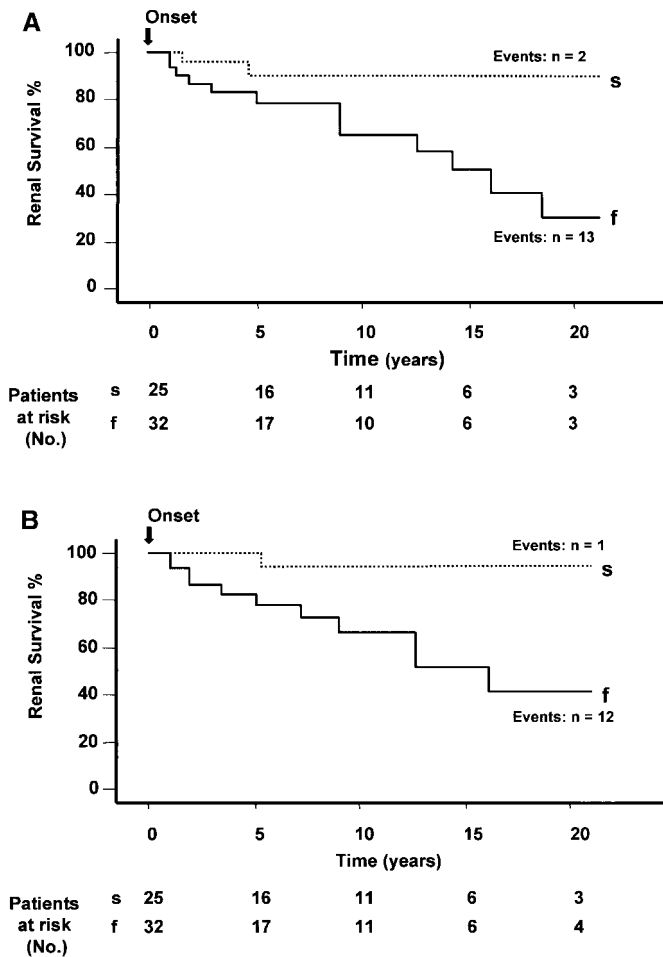 A
Onset
100
80
60
40
20
0
Renal Survival %
Events: n = 2
s
f
Events: n = 13
0 5 10 15 20
Time (years)
Patients at risk (No.)
s 25 16 11 6 3
f 32 17 10 6 3
B
Onset
100
80
60
40
20
0
Renal Survival %
Events: n = 1
s
f
Events: n = 12
0 5 10 15 20
Time (years)
Patients at risk (No.)
s 25 16 11 6 3
f 32 17 11 6 4